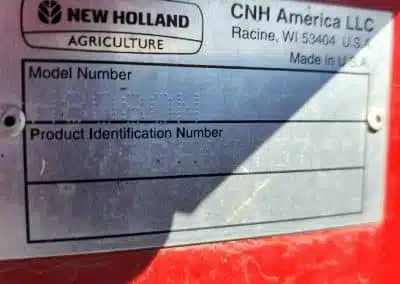 NEW HOLLAND
AGRICULTURE
CNH America LLC
Racine, WI 53404 U.S.A.
Made in U.S.A.
Model Number
Product Identification Number